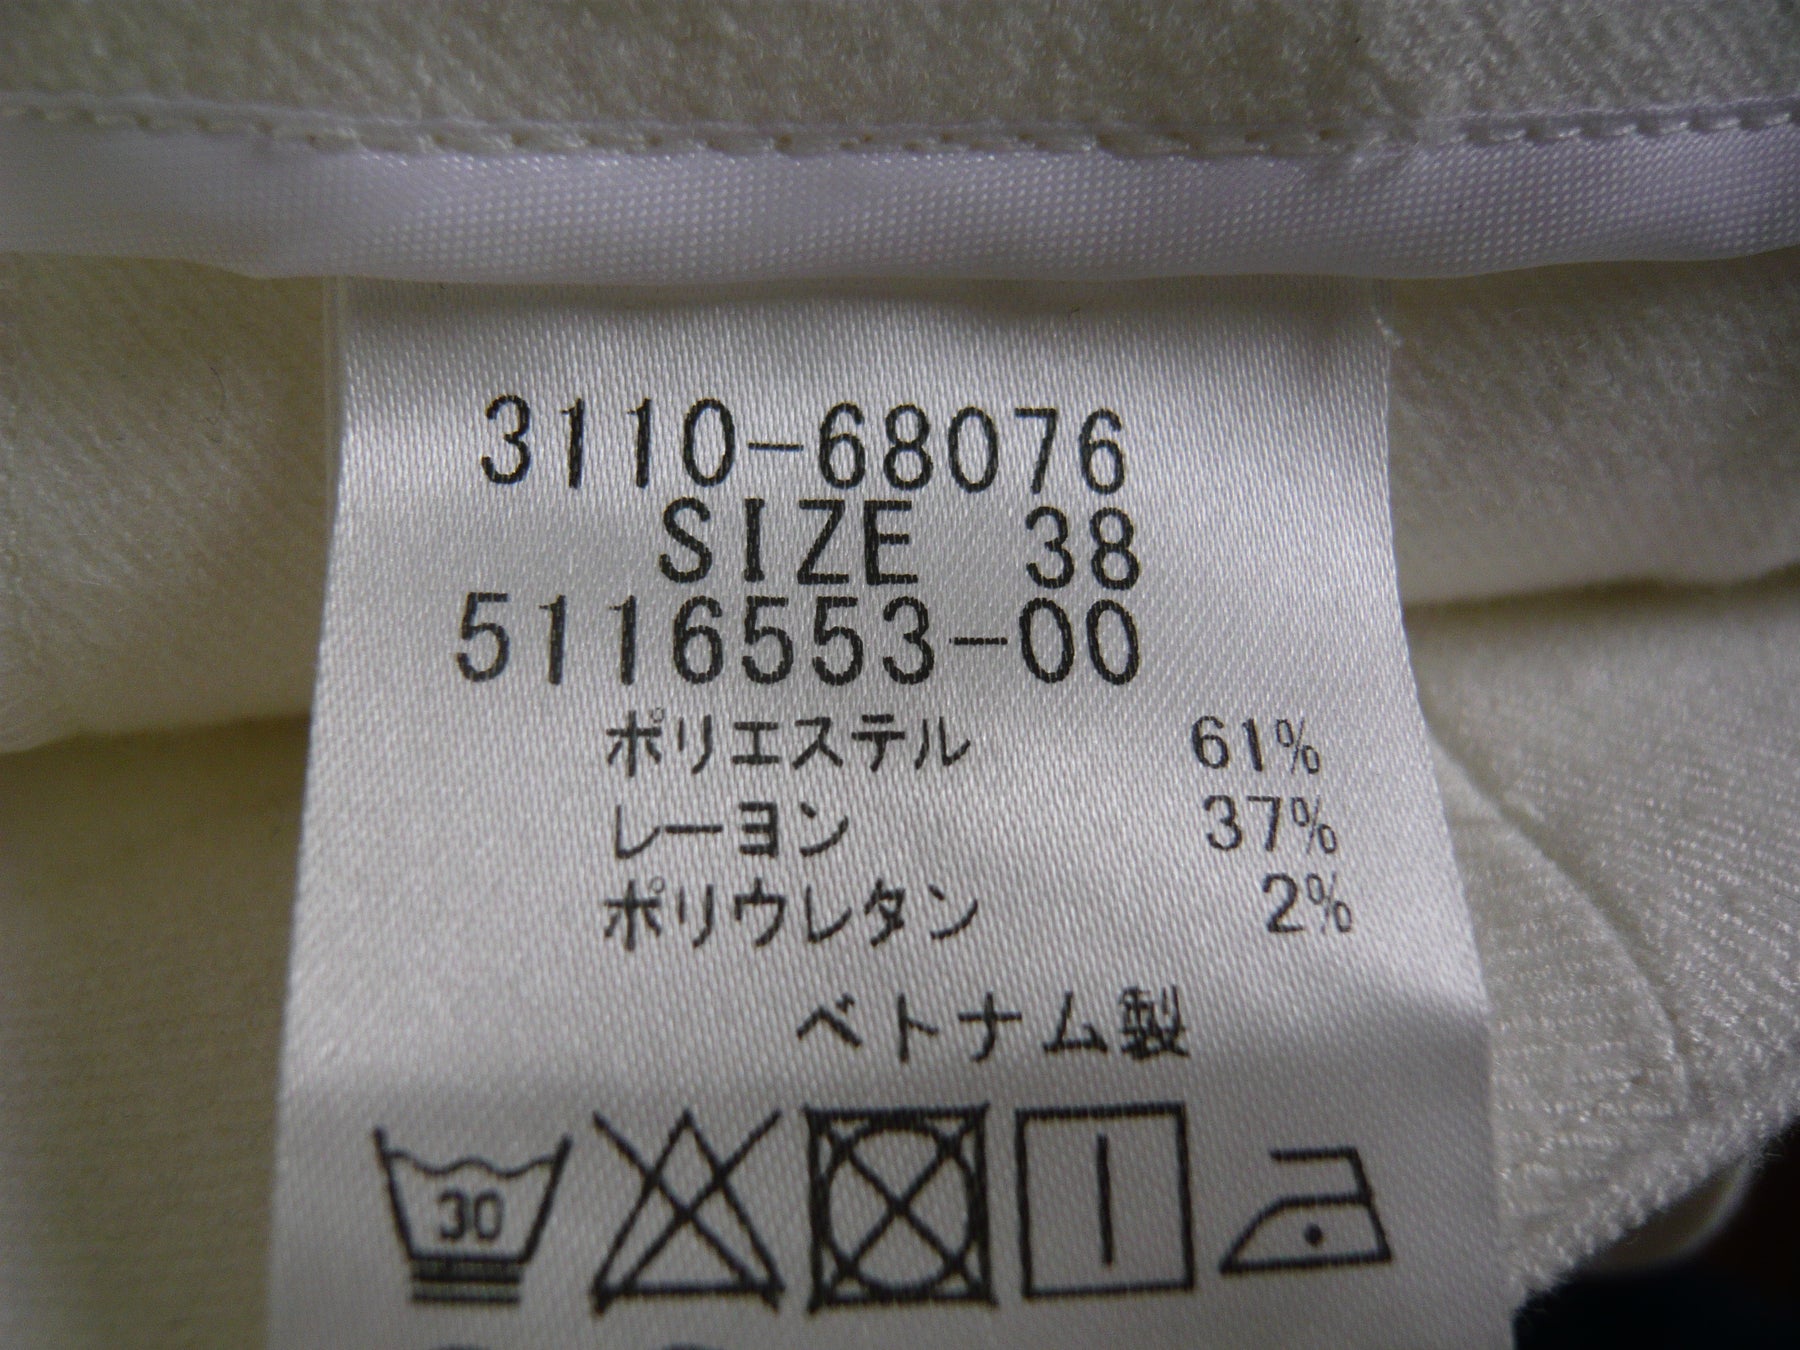 3110-68076
SIZE 38
5116553-00
ポリエステル 61%
レーヨン 37%
ポリウレタン 2%
ベトナム製
30